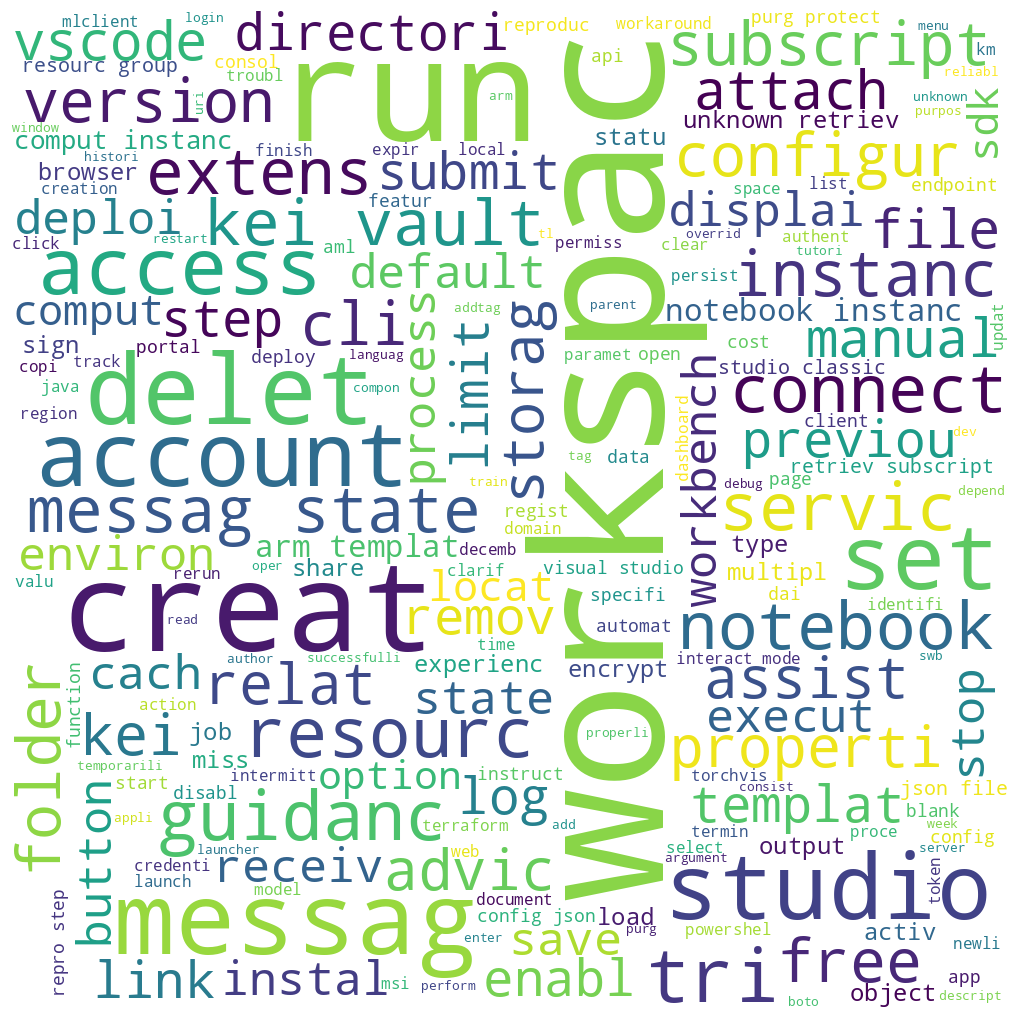 mlclient
login
vscode
directori
reproduc
workaround
purg protect
menu
subscript
km
resourc group
consol
run
api
reliabl
troubl
attach
unknown
purpos
version
uri
arm
sdk
window
comput instanc
statu
unknown retriev
finish
expir
local
histori
browser
extens
submit
configur
creation
featur
space
list
endpoint
deploi
kei
vault
displai
file
click
restart
aml
tl
permiss
clear
overrid
authent
tutori
access
default
persist
instanc
comput
step
cli
process
limit
addtag
storag
parent
notebook instanc
updat
sign
portal
manual
copi
track
deploy
languag
paramet
open
cost
studio classic
java
delet
compon
workspac
workbench
dashboard
connect
region
client
account
previou
dev
tag
data
retriev subscript
train
debug
page
depend
messag state
regist
domain
servic
environ
arm templat
decemb
type
set
valu
oper
share
clarif
visual studio
multipl
rerun
creat
locat
specifi
dai
identifi
read
remov
automat
notebook
time
folder
function
cach
author
successfulli
experienc
encrypt
interact mode
swb
relat
state
assist
stop
action
kei
job
resourc
properli
execut
properti
temporarili
miss
intermitt
option
instruct
torchvis
consist
json file
start
disabl
log
templat
blank
button
appli
guidanc
terraform
add
termin
proce
week
config
launcher
web
select
output
server
credenti
receiv
advic
argument
token
launch
model
document
studio
repro step
messag
config json
load
purg
powershel
activ
enter
save
newli
link
instal
msi
perform
enabl
tri
free
object
app
boto
descript